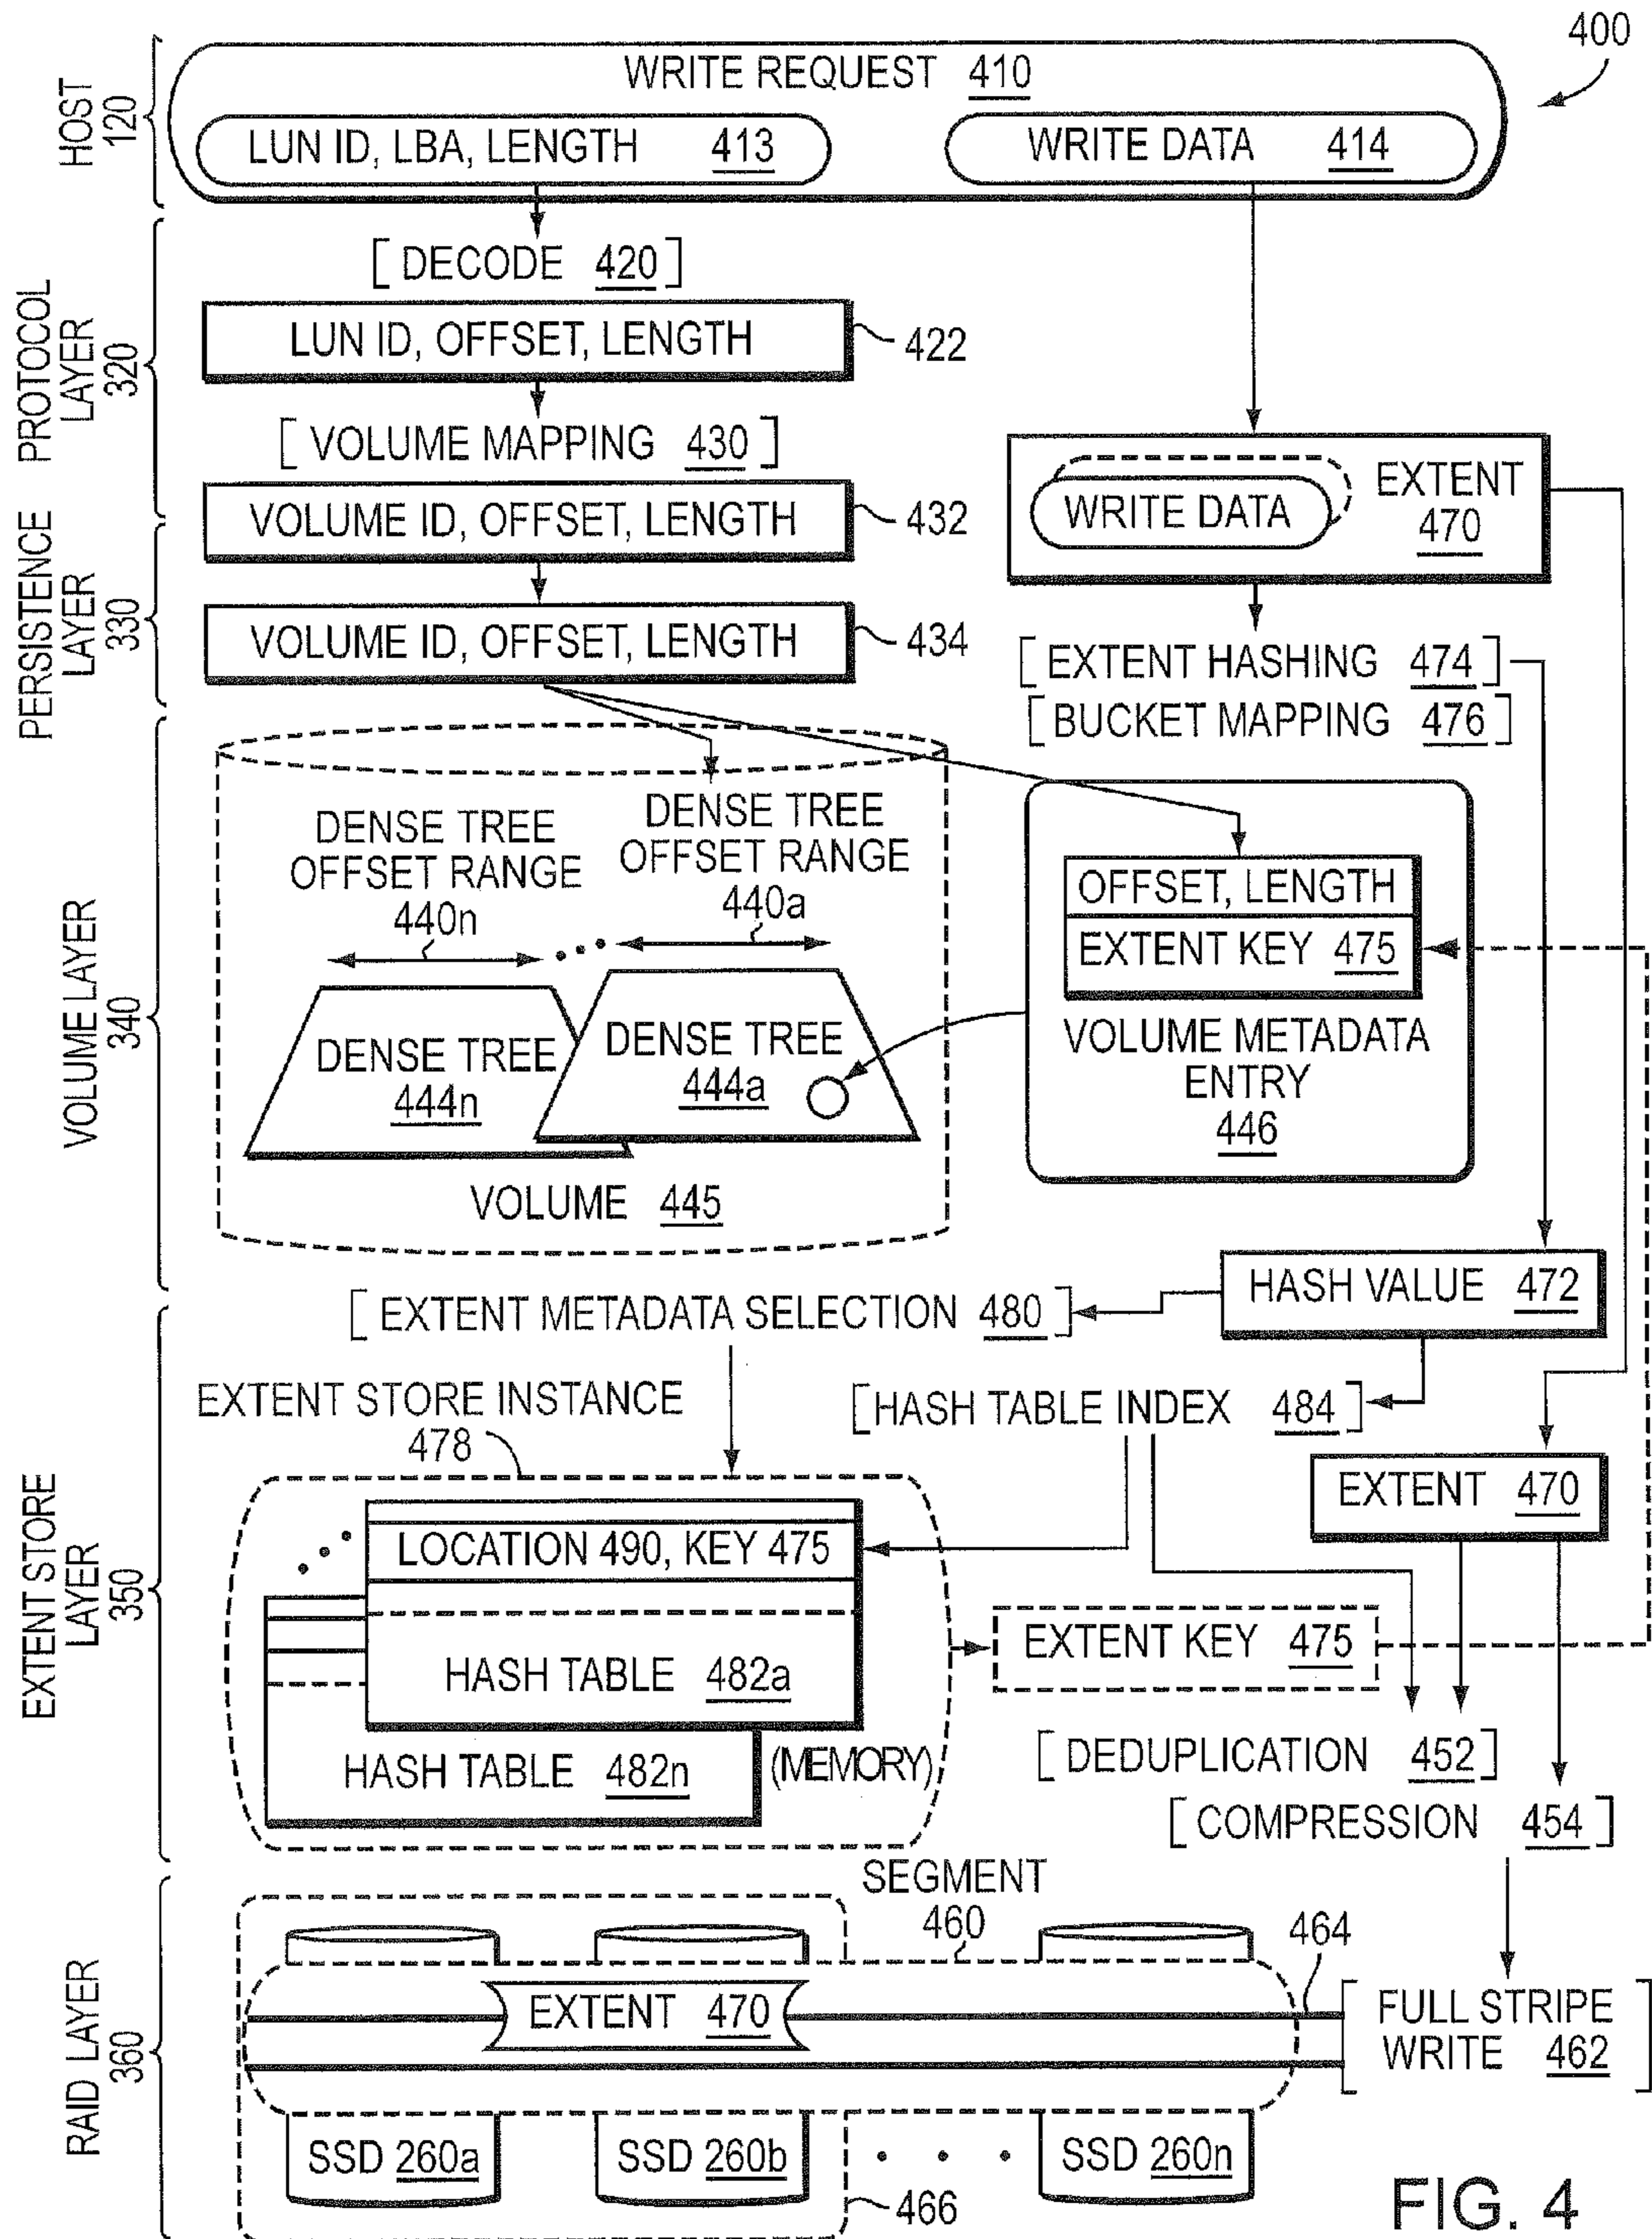 400
HOST
120
WRITE REQUEST 410
LUN ID, LBA, LENGTH 413
WRITE DATA 414
PROTOCOL
LAYER
320
[DECODE 420]
LUN ID, OFFSET, LENGTH
422
[VOLUME MAPPING 430]
VOLUME ID, OFFSET, LENGTH
432
WRITE DATA
EXTENT
470
PERSISTENCE
LAYER
330
VOLUME ID, OFFSET, LENGTH
434
[EXTENT HASHING 474]
[BUCKET MAPPING 476]
VOLUME LAYER
340
DENSE TREE
OFFSET RANGE
440n
DENSE TREE
OFFSET RANGE
440a
DENSE TREE
444n
DENSE TREE
444a
VOLUME 445
OFFSET, LENGTH
EXTENT KEY 475
VOLUME METADATA
ENTRY
446
HASH VALUE 472
EXTENT STORE
LAYER
350
[EXTENT METADATA SELECTION 480]
EXTENT STORE INSTANCE
478
[HASH TABLE INDEX 484]
EXTENT 470
LOCATION 490, KEY 475
HASH TABLE 482a
HASH TABLE 482n
(MEMORY)
EXTENT KEY 475
[DEDUPLICATION 452]
[COMPRESSION 454]
RAID LAYER
360
SEGMENT
460
464
EXTENT 470
[FULL STRIPE
WRITE 462]
SSD 260a
SSD 260b
. . .
SSD 260n
466
FIG. 4